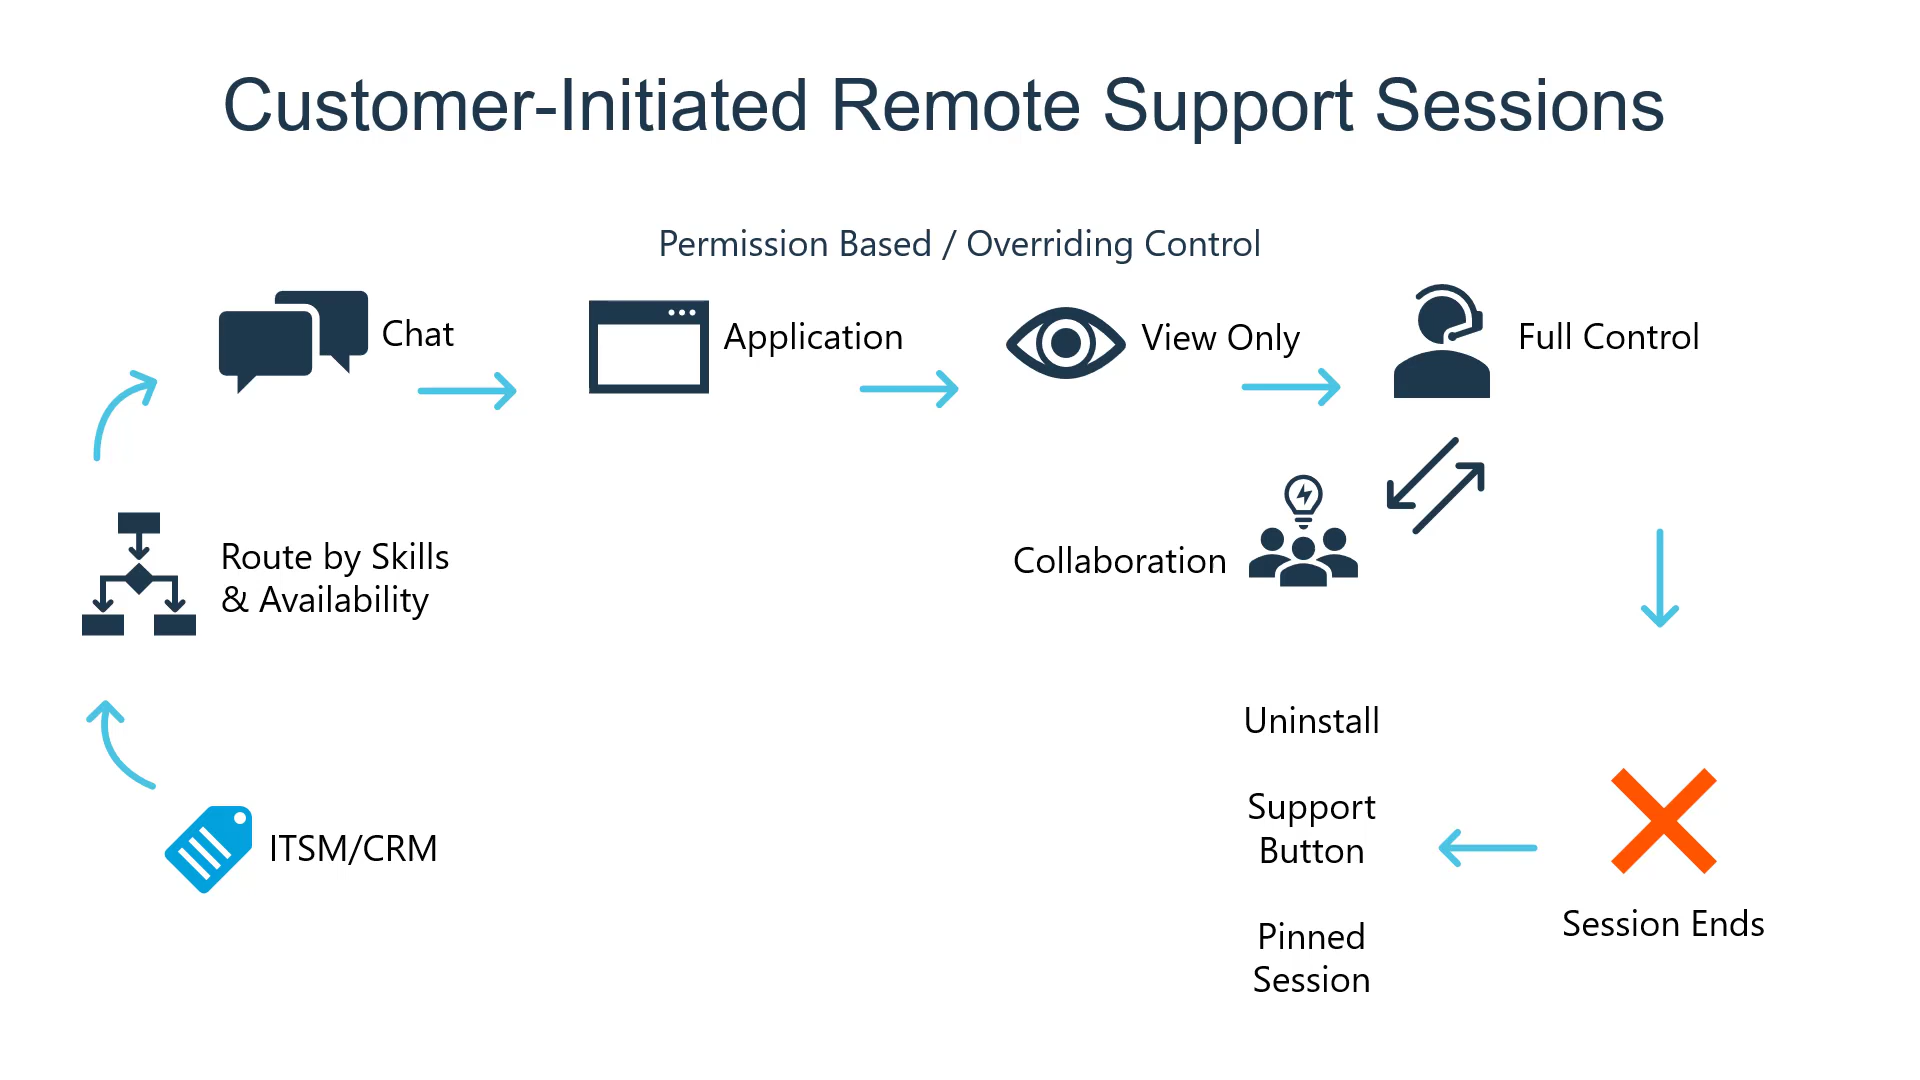 Customer-Initiated Remote Support Sessions
Permission Based / Overriding Control
Chat
Application
View Only
Full Control
Route by Skills
& Availability
Collaboration
ITSM/CRM
Uninstall
Support
Button
Pinned
Session
Session Ends